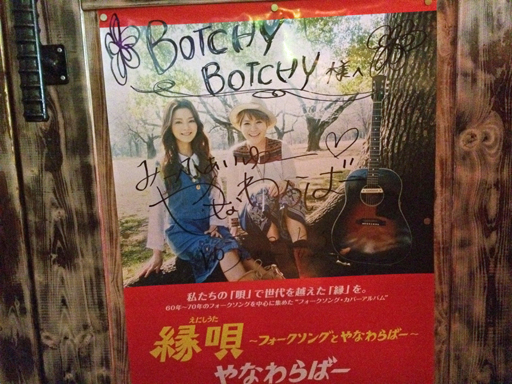 BOTCHY
BOTCHY 様へ
やなわらばー
私たちの「唄」で世代を越えた「縁」を。
60年～70年のフォークソングを中心に集めた“フォークソング・カバーアルバム”
えにしうた
縁唄 ～フォークソングとやなわらばー～
やなわらばー